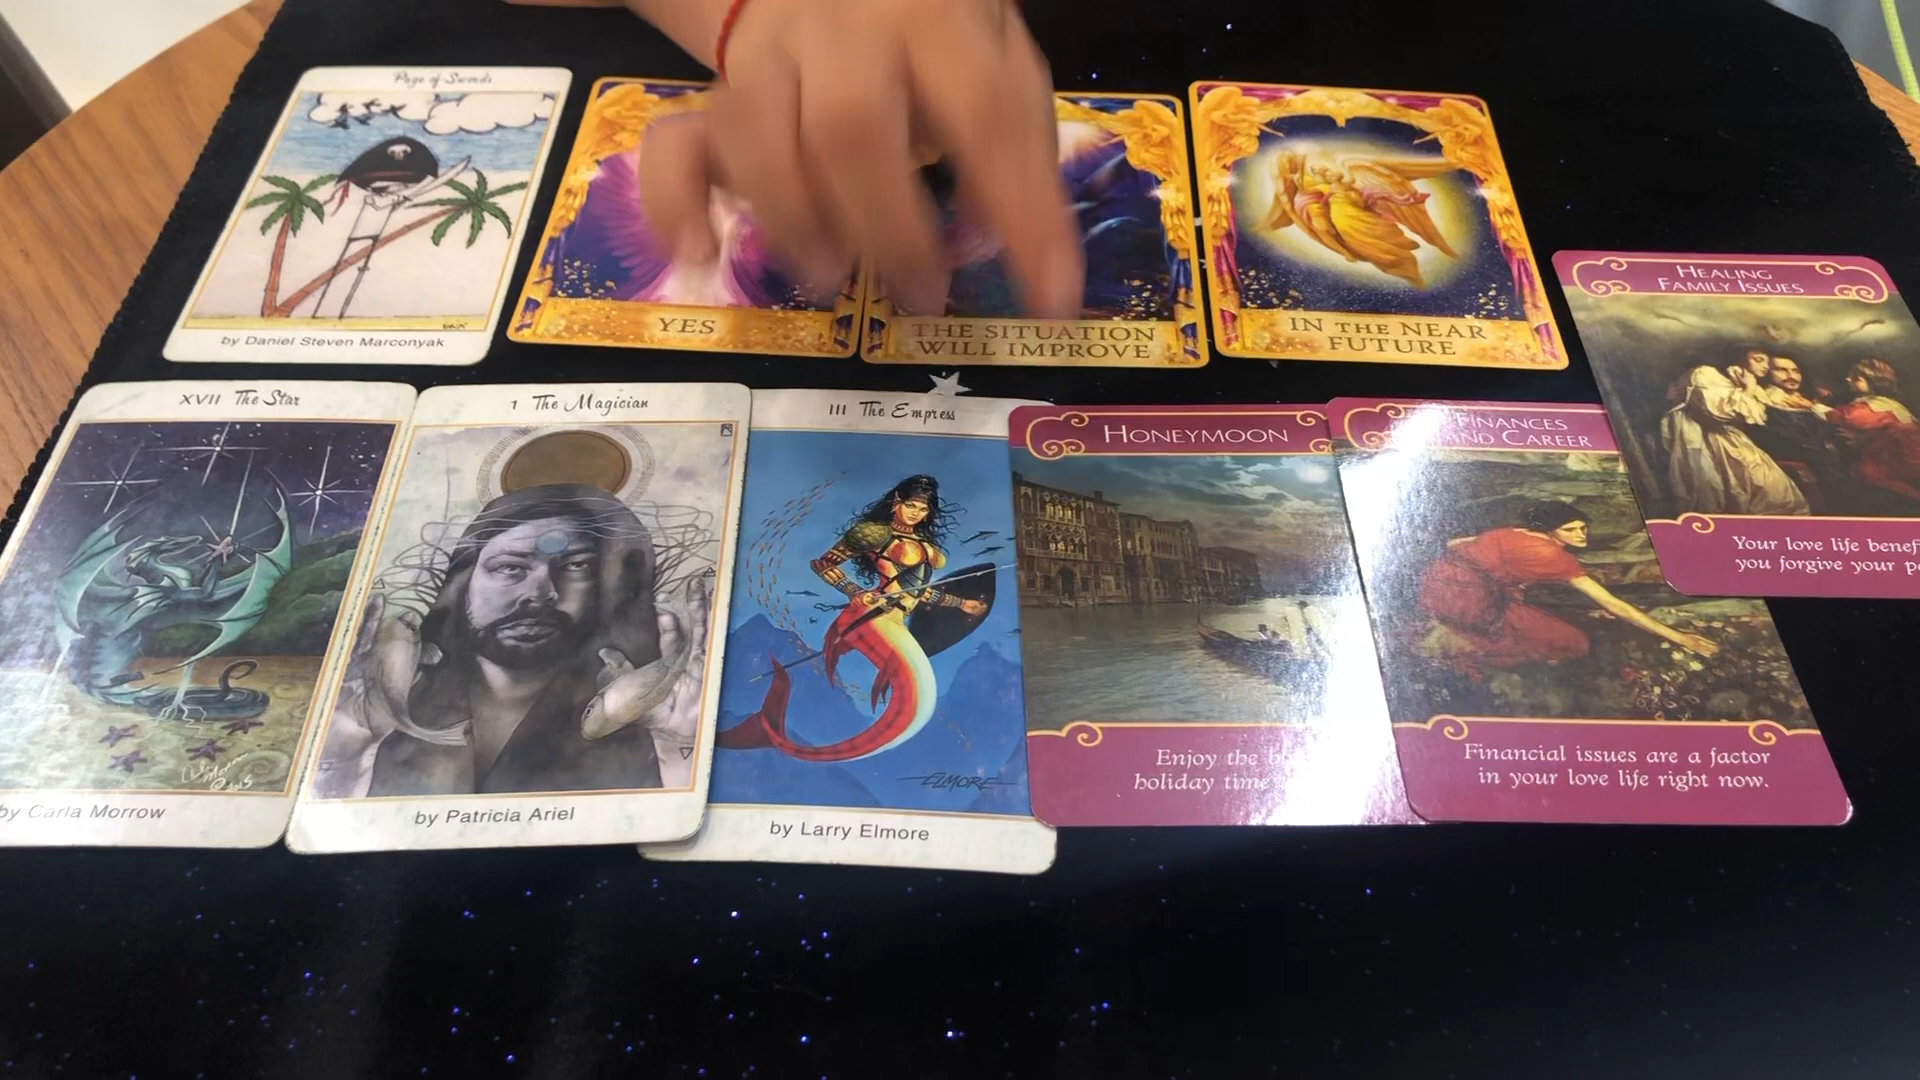 Page of Swords
by Daniel Steven Marconyak
YES
THE SITUATION
WILL IMPROVE
IN THE NEAR
FUTURE
HEALING
FAMILY ISSUES
Your love life
you forgive your
XVII The Star
by Carla Morrow
I The Magician
by Patricia Ariel
III The Empress
ELMORE
by Larry Elmore
HONEYMOON
Enjoy the
holiday time
FINANCES
AND CAREER
Financial issues are a factor
in your love life right now.